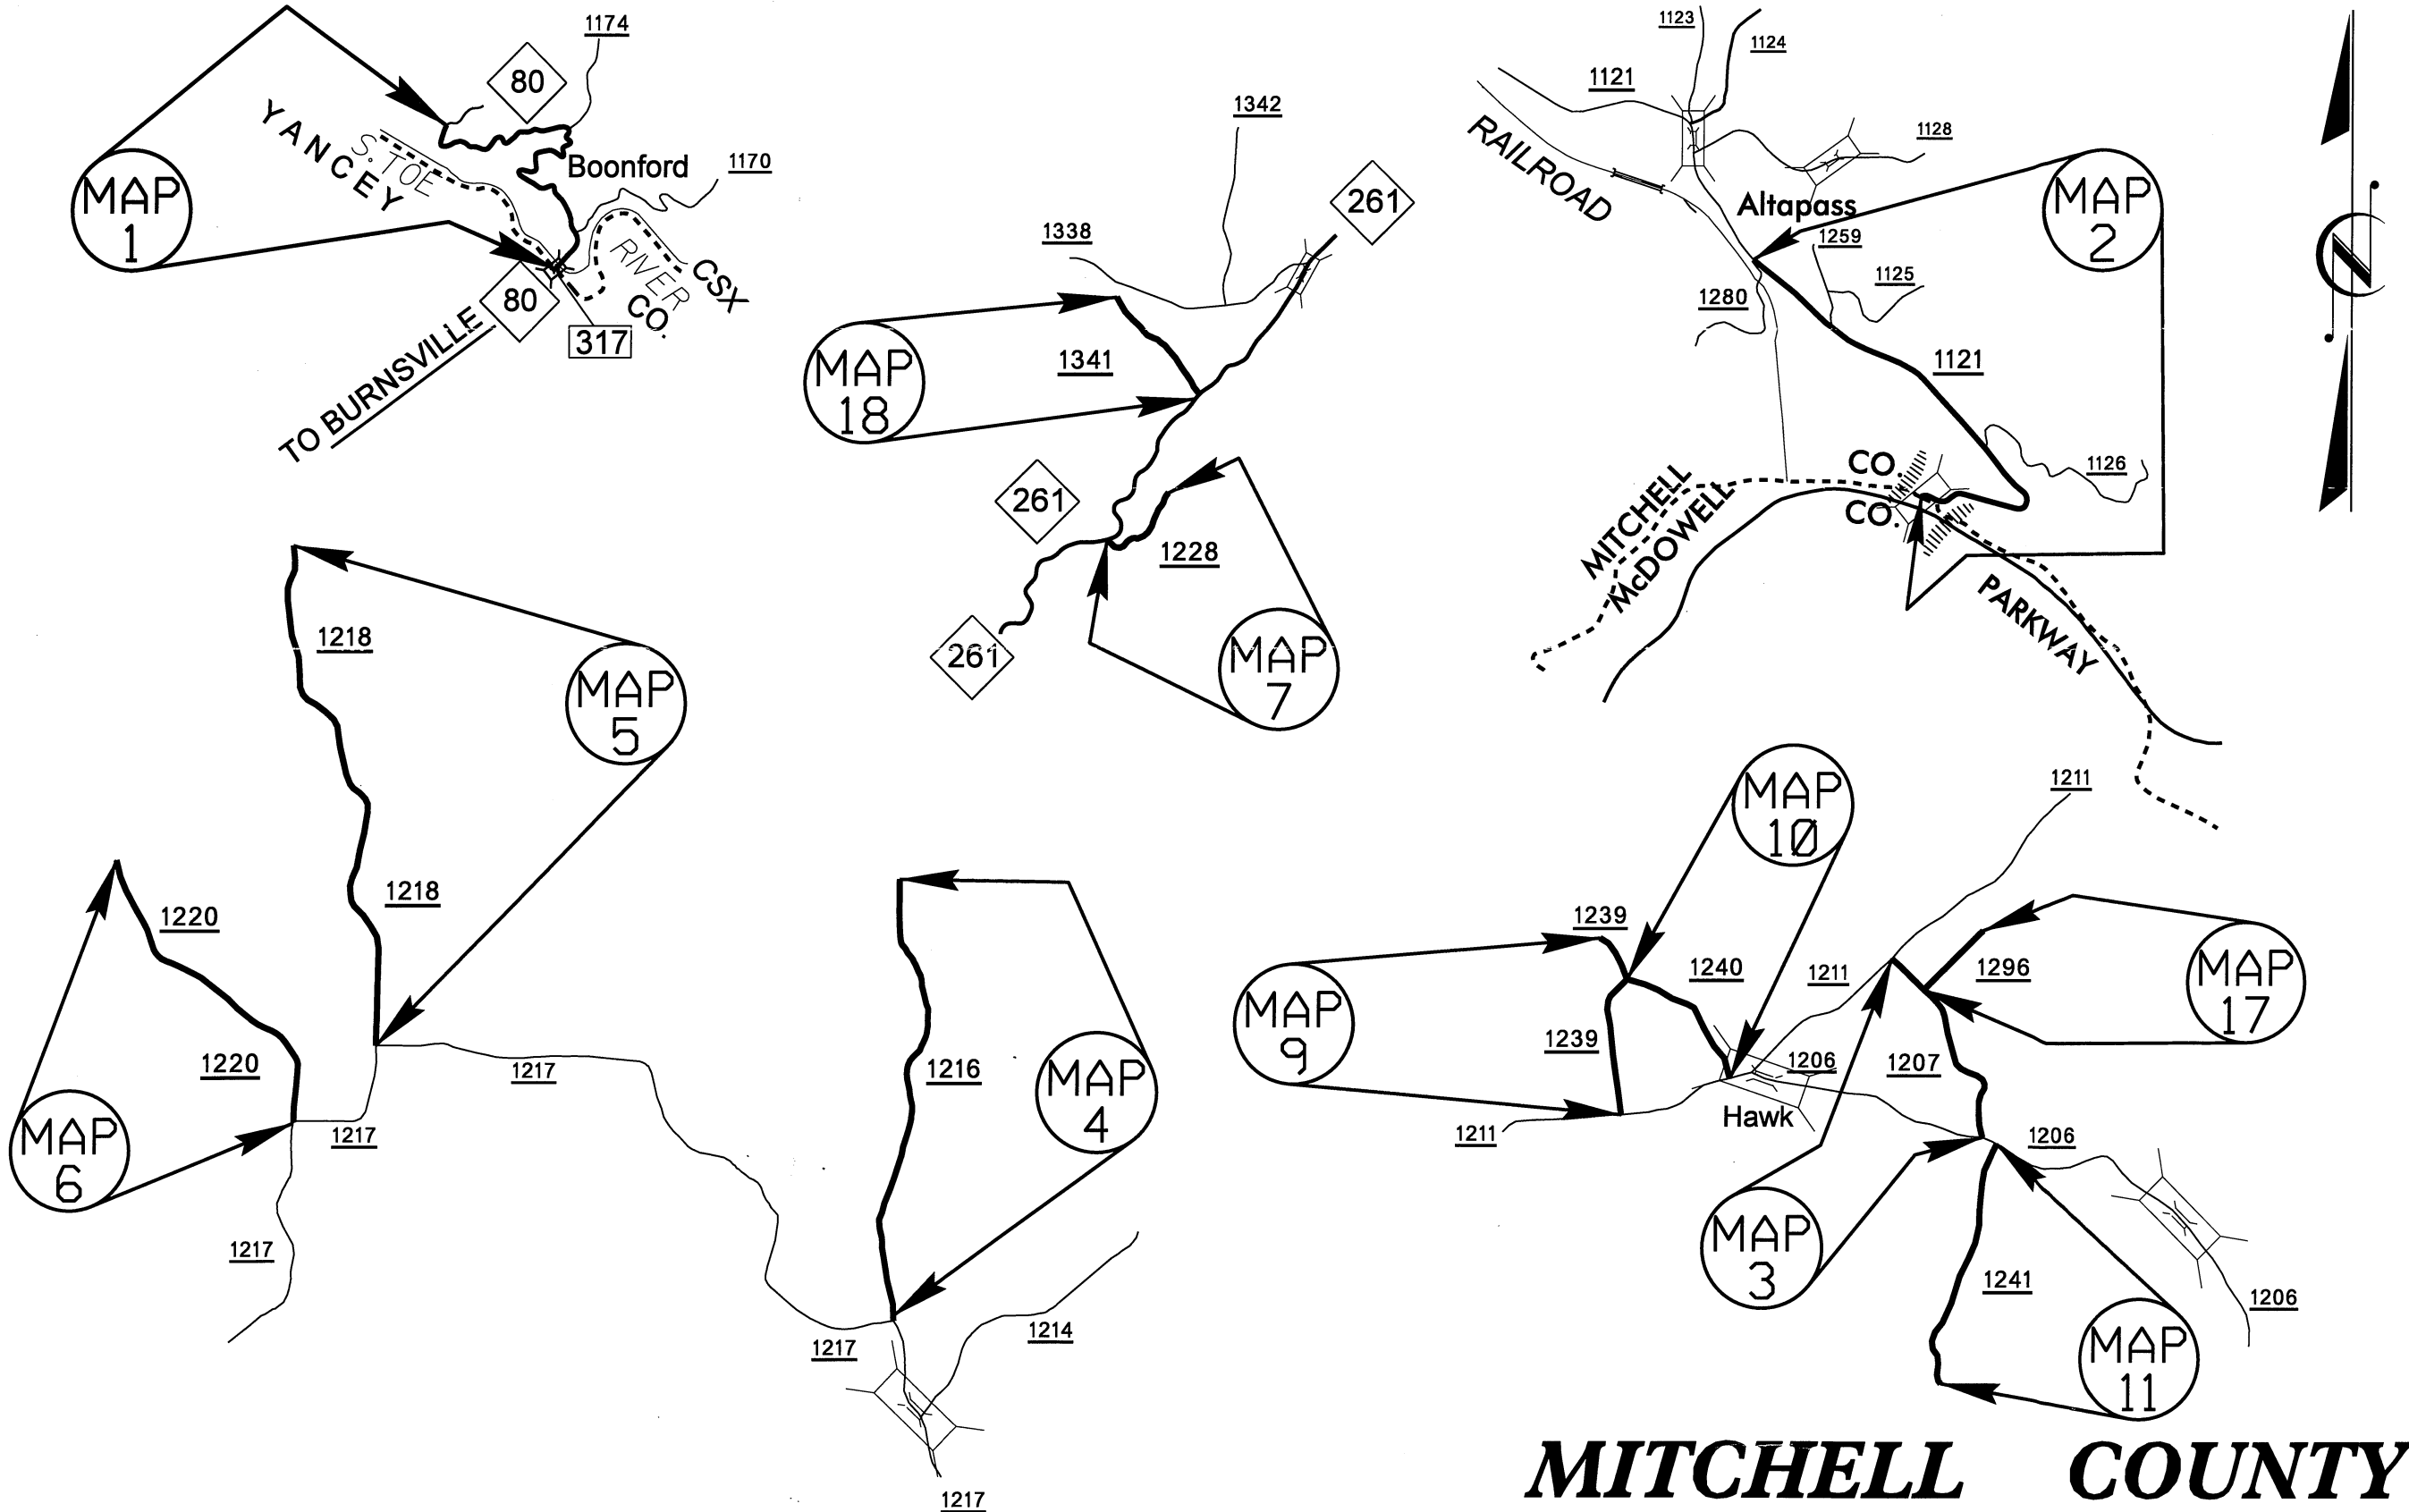 1174
80
YANCEY
S. TOE
Boonford
1170
MAP
1
RIVER
CO.
CSX
80
317
TO BURNSVILLE
1342
261
1338
MAP
18
1341
261
1228
261
MAP
7
1123
1124
1121
1128
RAILROAD
Altapass
MAP
2
1259
1125
1280
1121
1126
CO.
CO.
MITCHELL
McDOWELL
PARKWAY
N
1218
MAP
5
1218
1220
1220
1217
MAP
6
1217
1217
1216
MAP
4
1217
1214
1217
MAP
10
1211
1239
1240
1211
1296
MAP
17
MAP
9
1239
1206
1207
Hawk
1211
1206
MAP
3
1241
1206
MAP
11
MITCHELL COUNTY